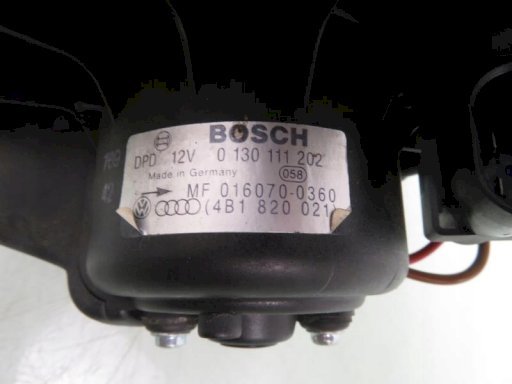 BOSCH
DPD 12V 0 130 111 202
Made in Germany 058
MF 016070-0360
(4B1 820 021)